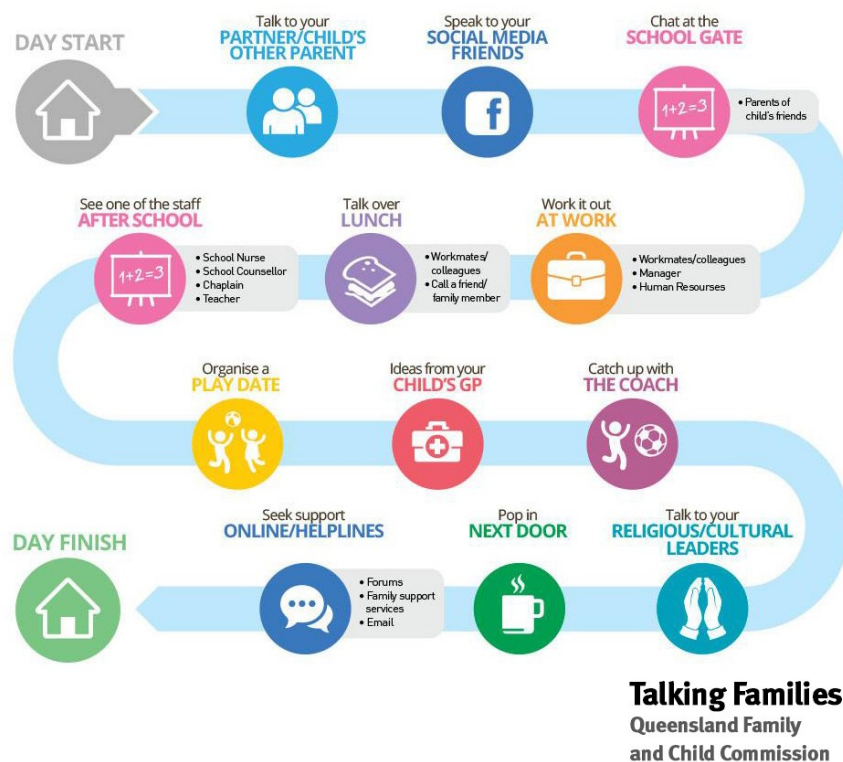 DAY START
Talk to your
PARTNER/CHILD'S
OTHER PARENT
Speak to your
SOCIAL MEDIA
FRIENDS
f
Chat at the
SCHOOL GATE
1+2=3
• Parents of
child's friends
See one of the staff
AFTER SCHOOL
1+2=3
• School Nurse
• School Counsellor
• Chaplain
• Teacher
Talk over
LUNCH
• Workmates/
colleagues
• Call a friend/
family member
Work it out
AT WORK
• Workmates/colleagues
• Manager
• Human Resourses
Organise a
PLAY DATE
Ideas from your
CHILD'S GP
Catch up with
THE COACH
DAY FINISH
Seek support
ONLINE/HELPLINES
• Forums
• Family support
services
• Email
Pop in
NEXT DOOR
Talk to your
RELIGIOUS/CULTURAL
LEADERS
Talking Families
Queensland Family
and Child Commission